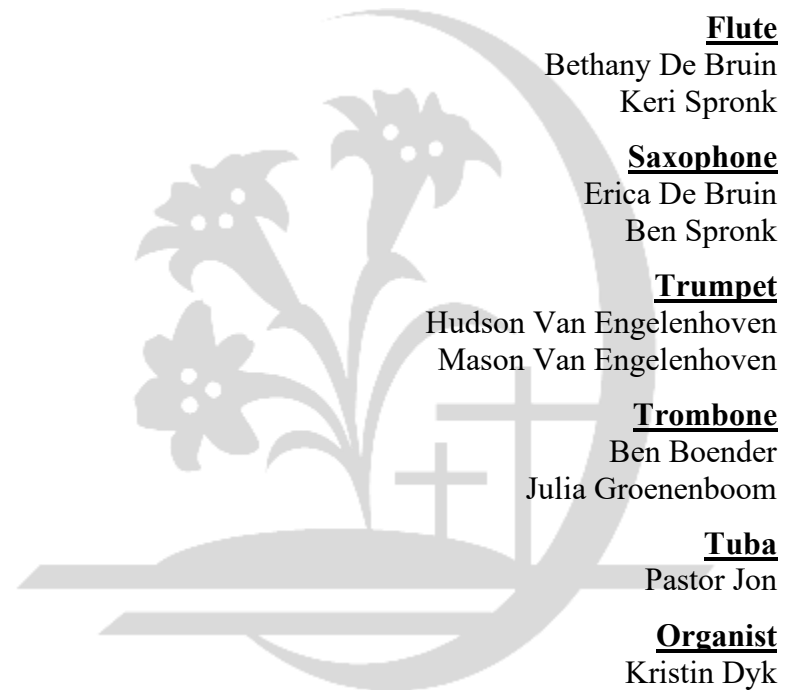 Flute
Bethany De Bruin
Keri Spronk
Saxophone
Erica De Bruin
Ben Spronk
Trumpet
Hudson Van Engelenhoven
Mason Van Engelenhoven
Trombone
Ben Boender
Julia Groenenboom
Tuba
Pastor Jon
Organist
Kristin Dyk